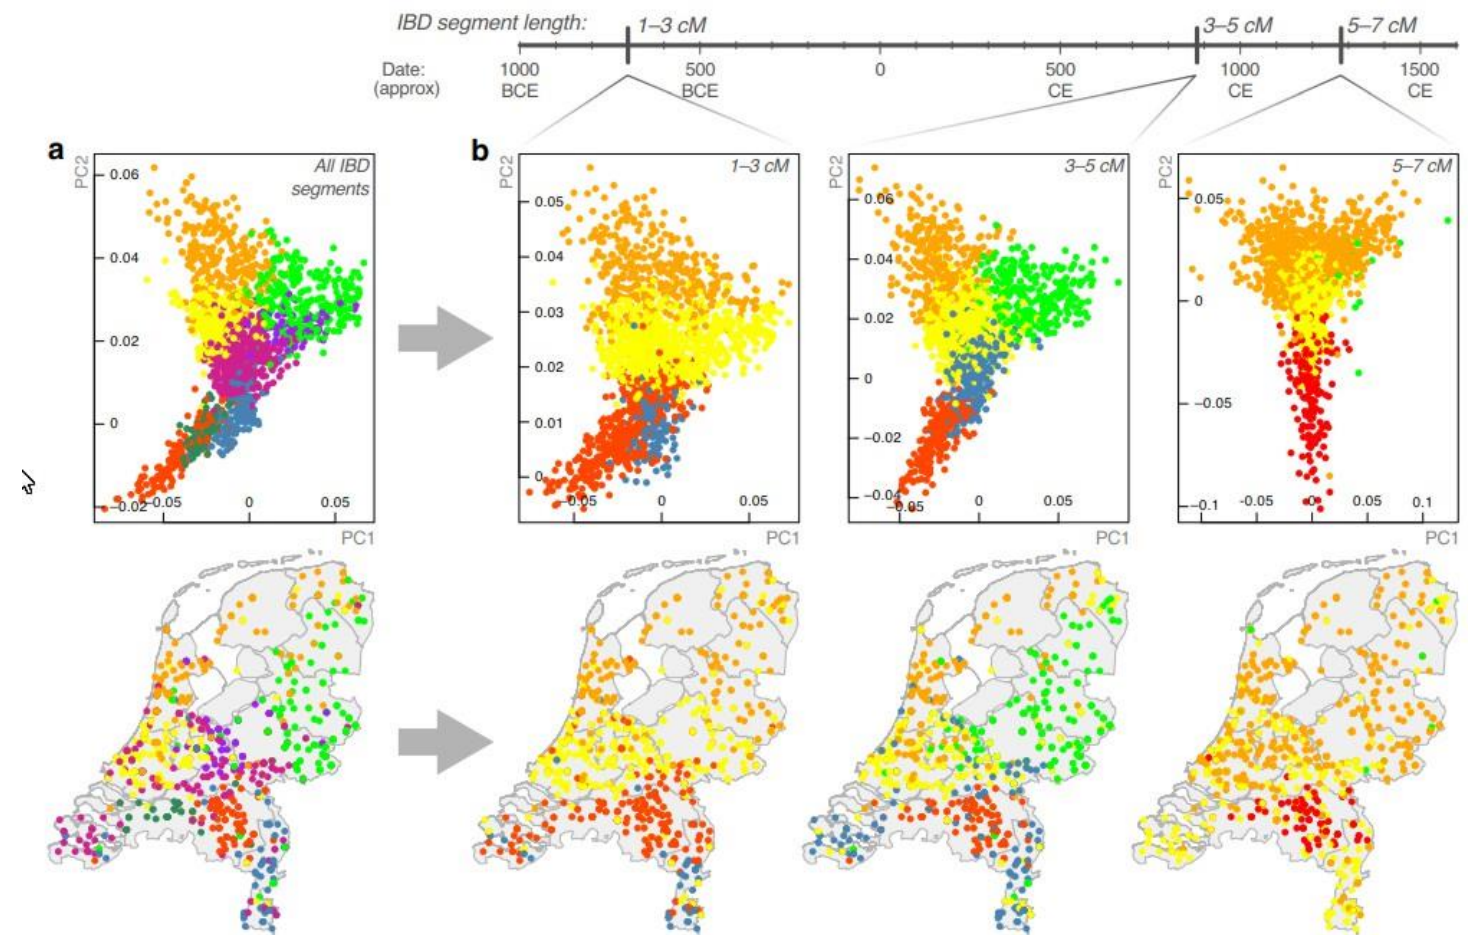 IBD segment length: 1–3 cM 3–5 cM 5–7 cM
Date: (approx) 1000 BCE 500 BCE 0 500 CE 1000 CE 1500 CE
a
PC2
All IBD segments
0.06
0.04
0.02
0
−0.02
−0.05 0 0.05
PC1
b
PC2
1–3 cM
0.05
0.04
0.03
0.02
0.01
0
0.05 0 0.05
PC1
PC2
3–5 cM
0.06
0.04
0.02
0
−0.02
−0.04
−0.05 0 0.05
PC1
PC2
5–7 cM
0.05
0
−0.05
−0.1
-0.05 0 0.05 0.1
PC1